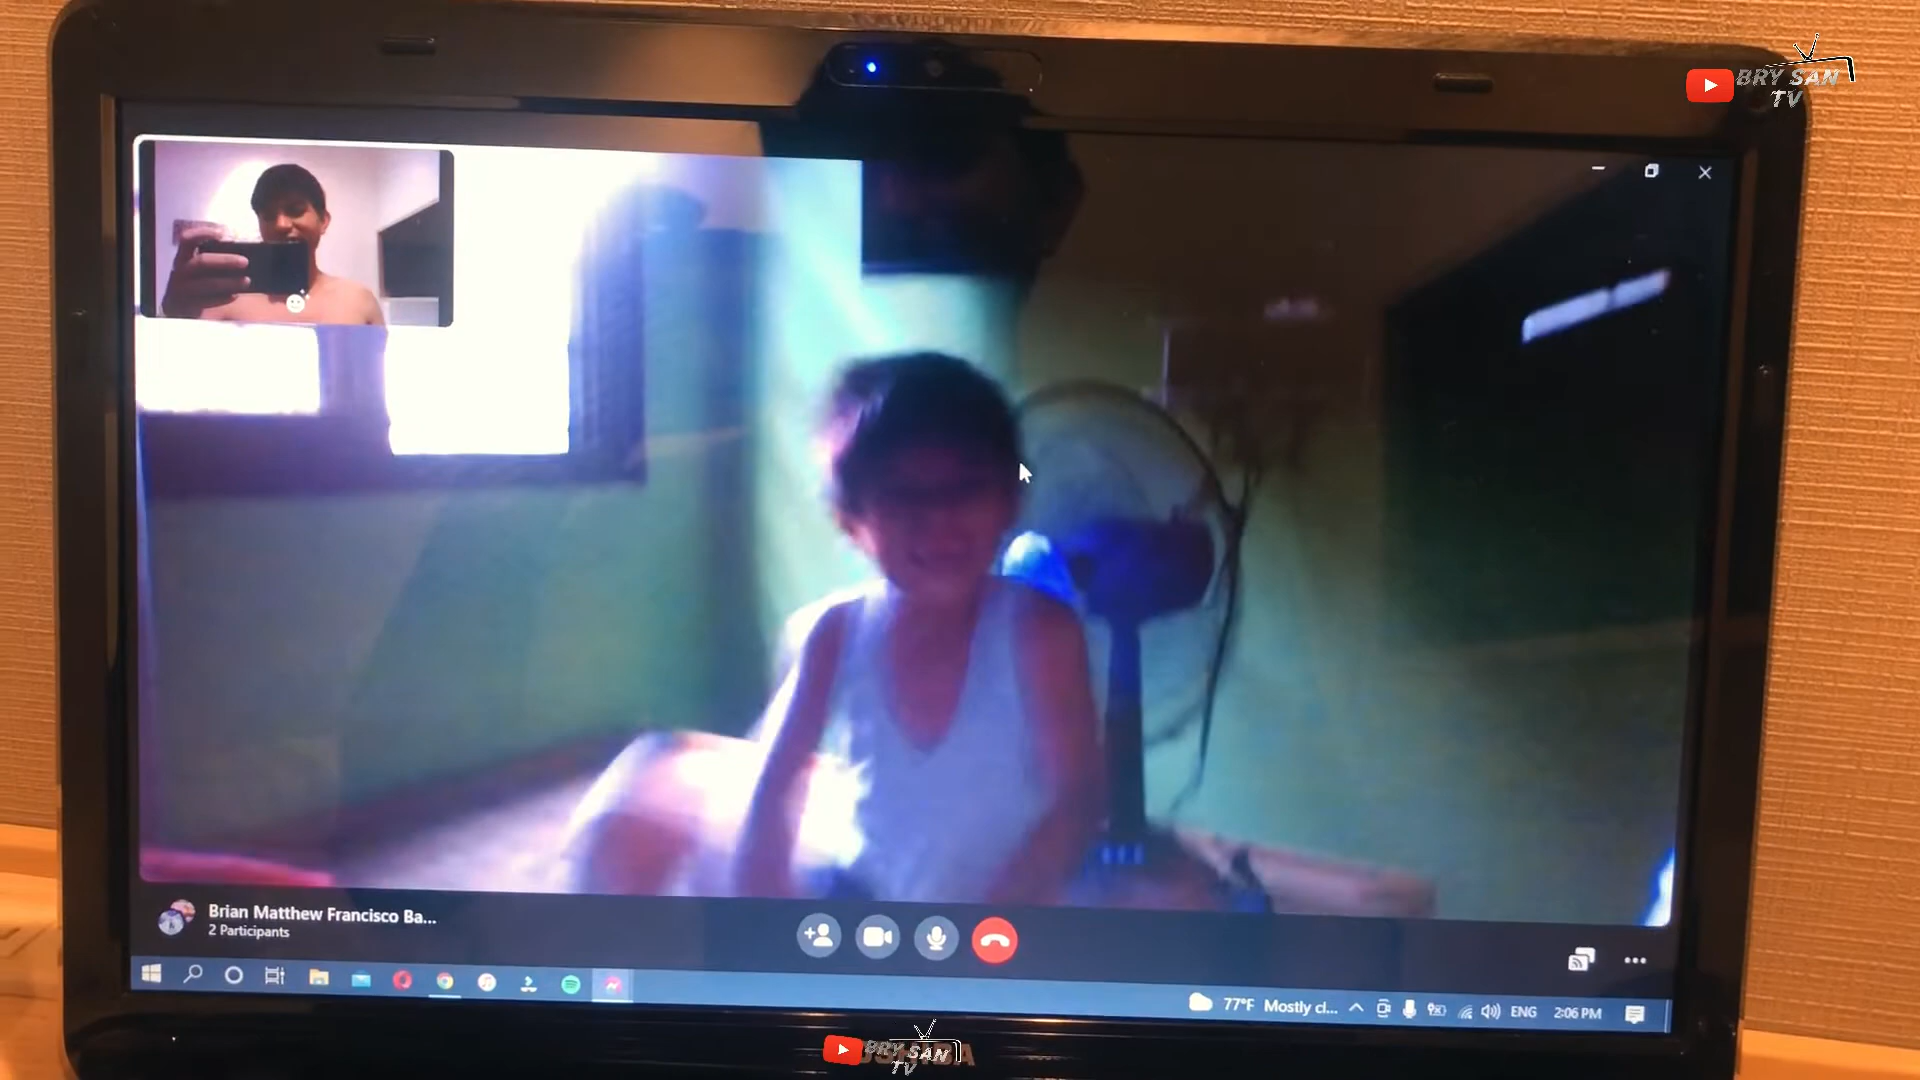 BRY SAN
TV
Brian Matthew Francisco Ba...
2 Participants
77°F Mostly cl...
ENG
2:06 PM
BRY SAN
TV